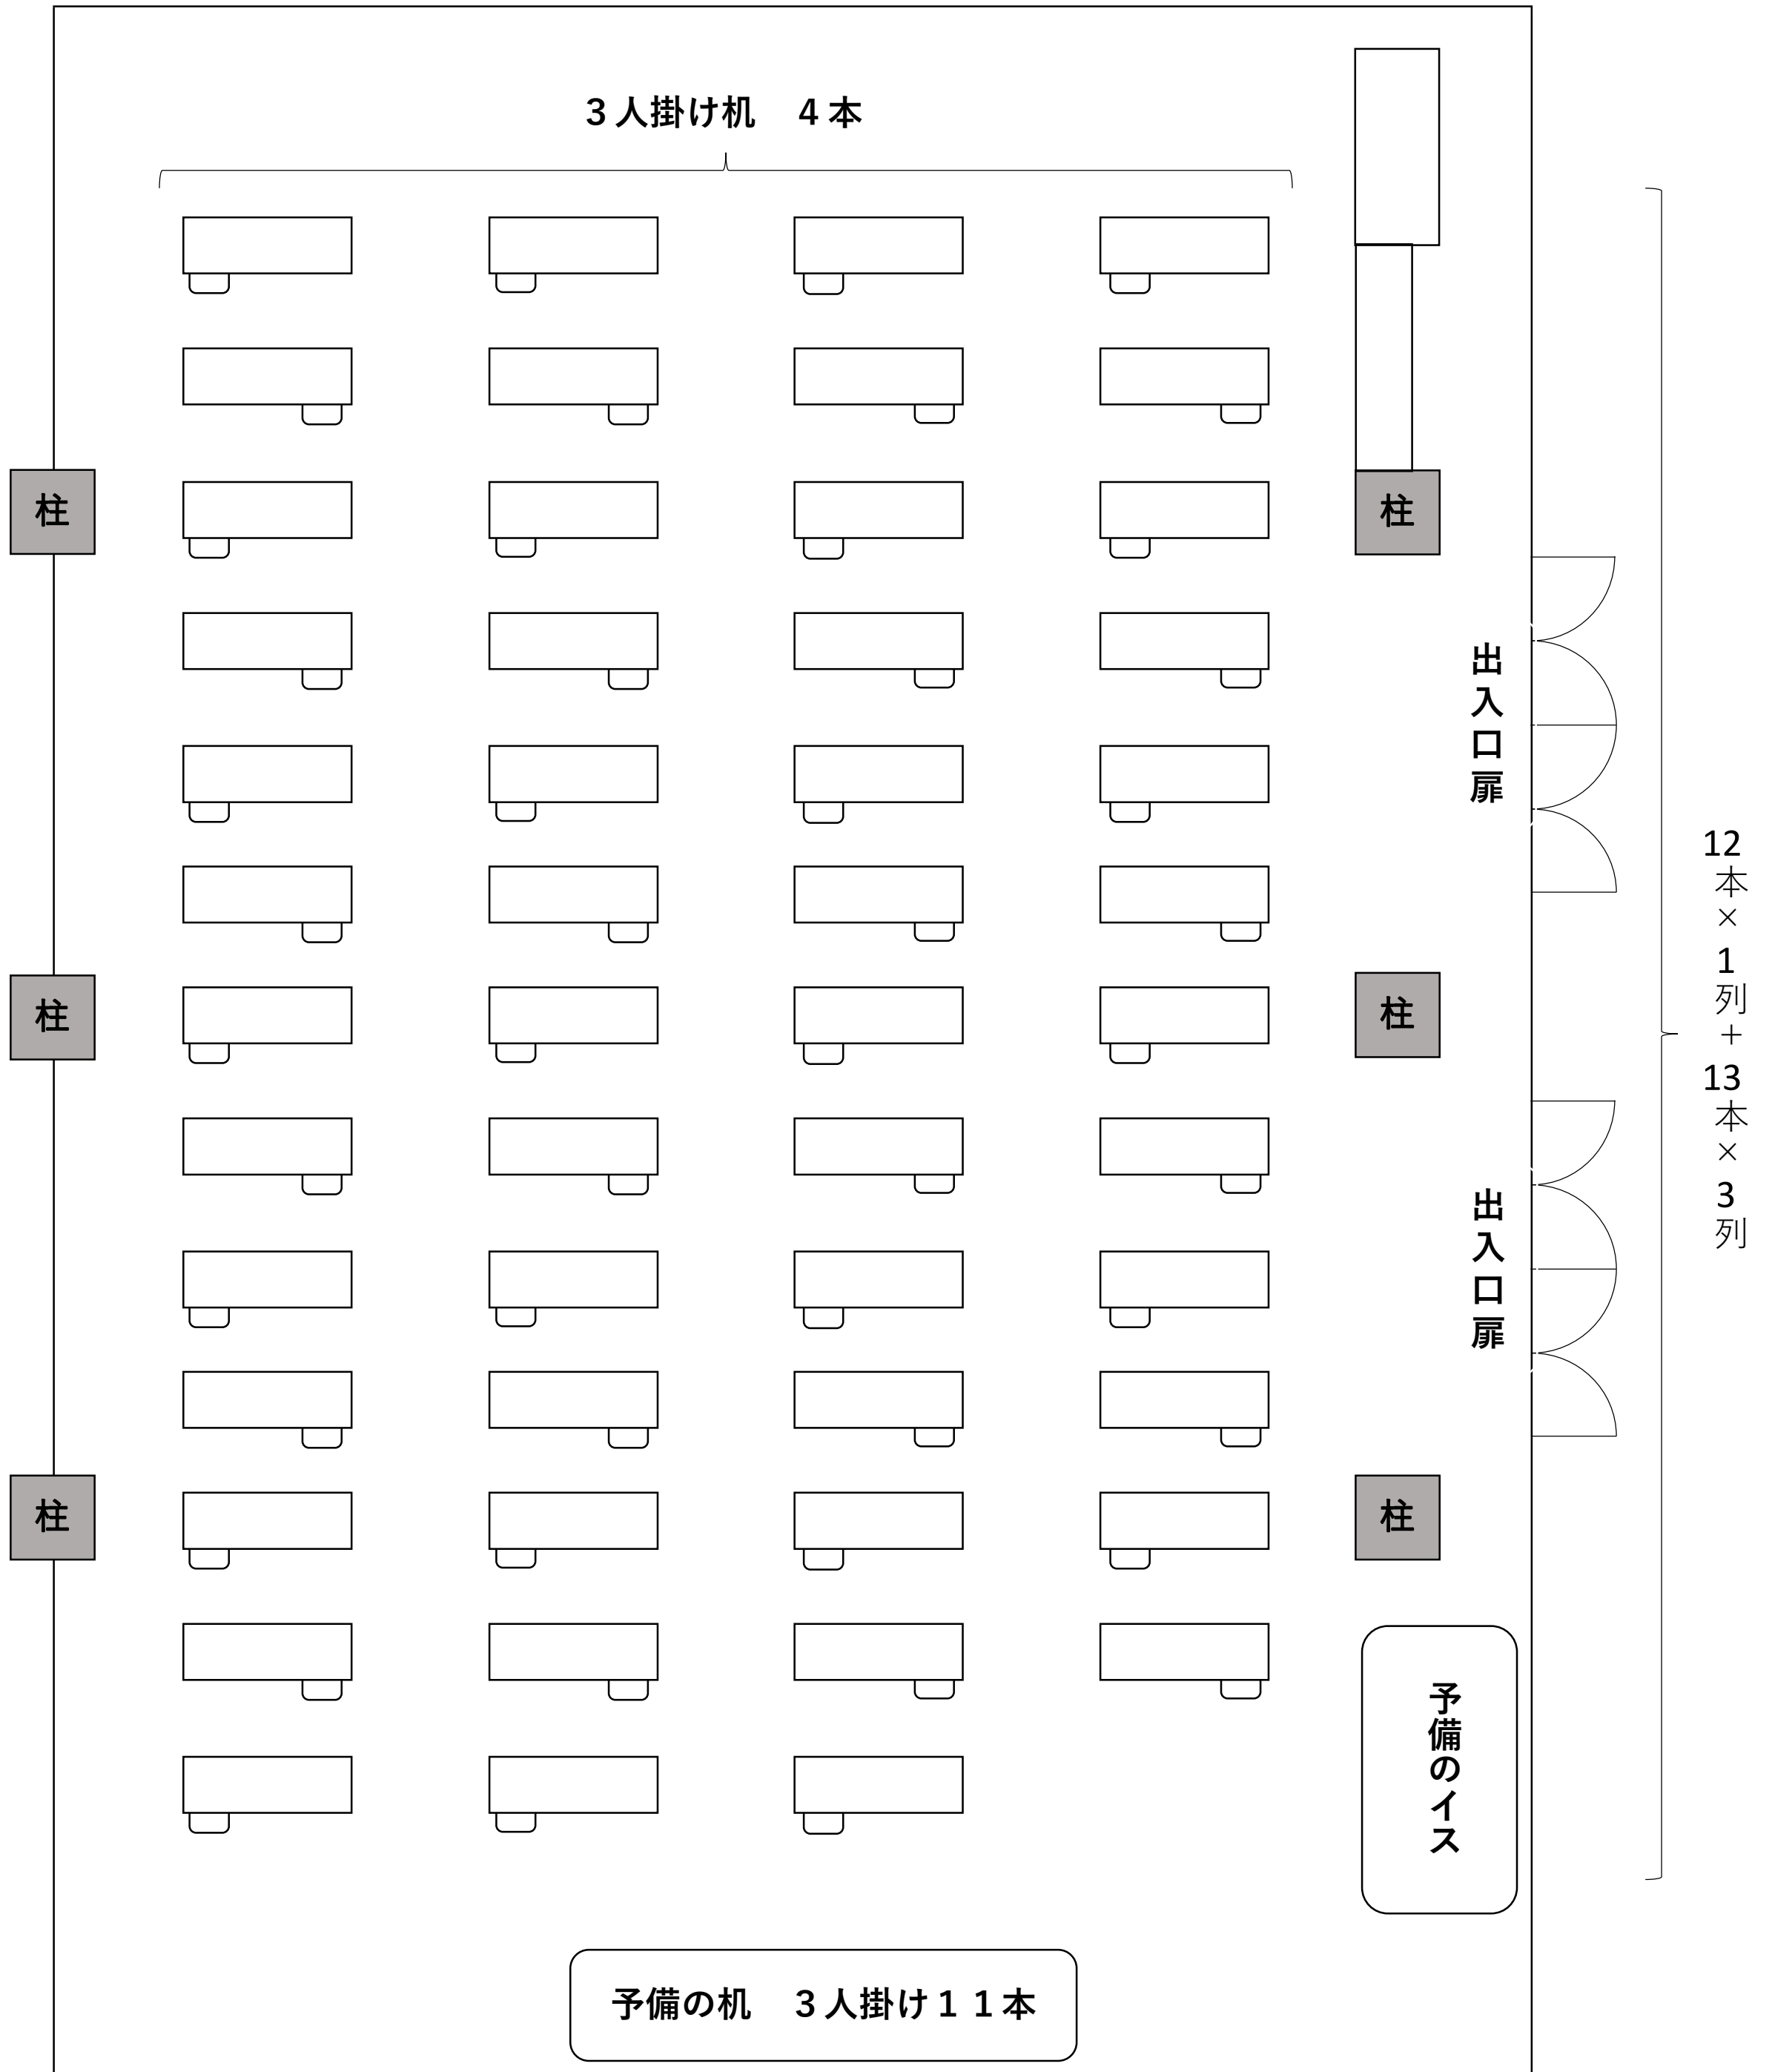 ３人掛け机　４本
柱
柱
出入口扉
12本×1列＋13本×3列
柱
柱
出入口扉
柱
柱
予備のイス
予備の机　３人掛け１１本